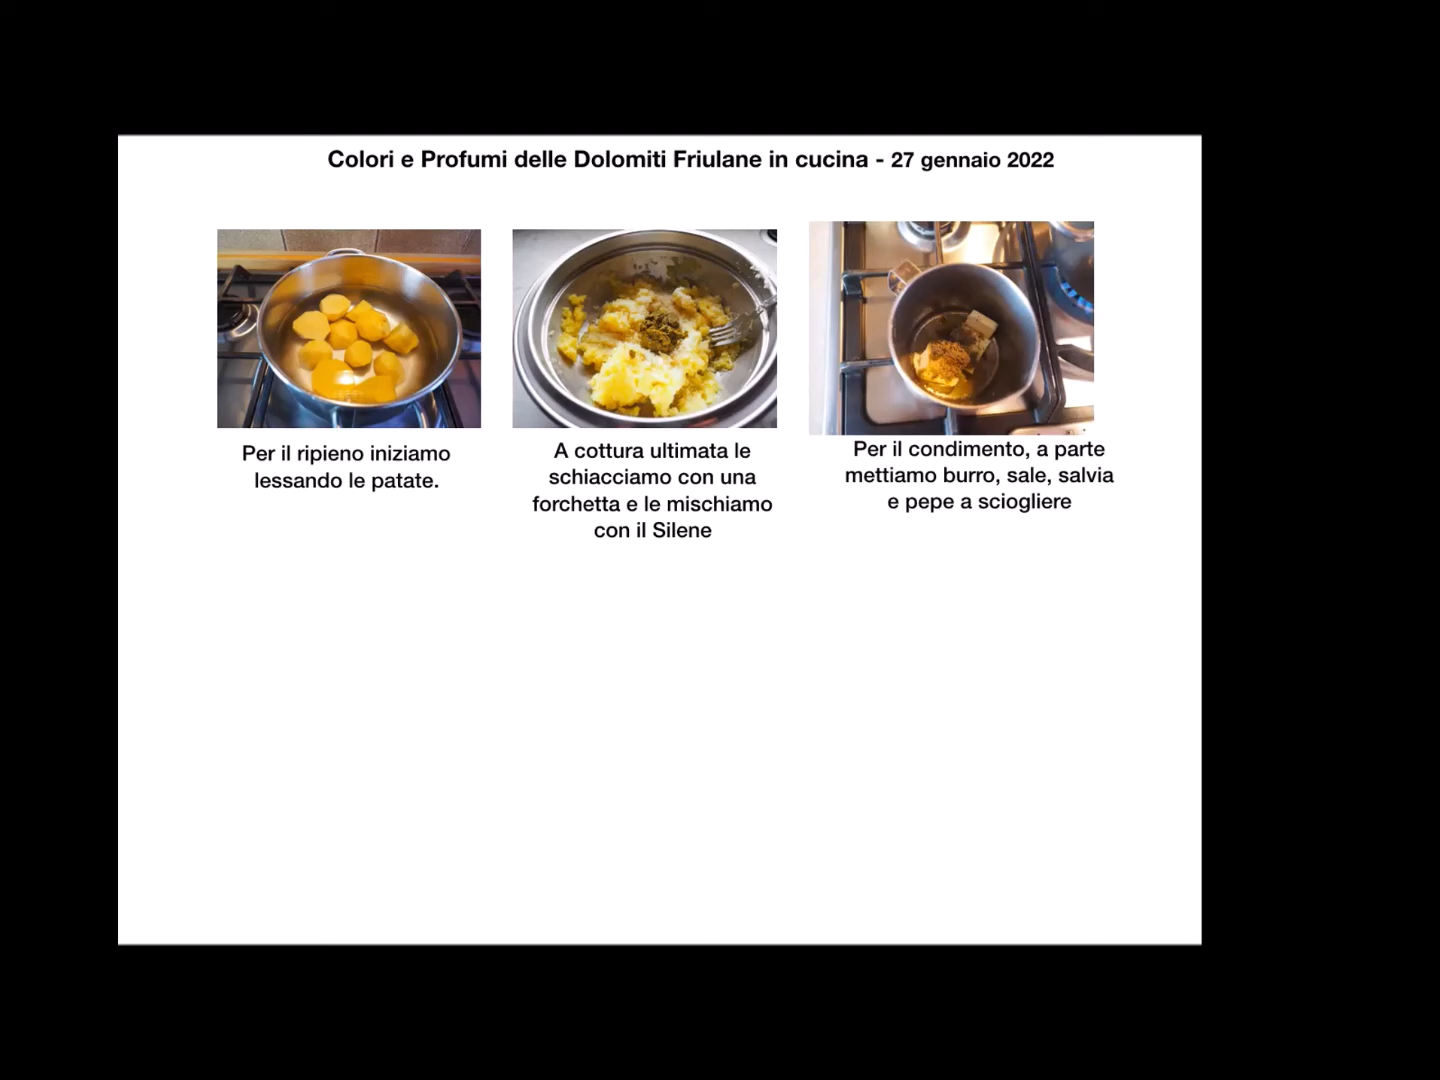 Colori e Profumi delle Dolomiti Friulane in cucina - 27 gennaio 2022
Per il ripieno iniziamo
lessando le patate.
A cottura ultimata le
schiacciamo con una
forchetta e le mischiamo
con il Silene
Per il condimento, a parte
mettiamo burro, sale, salvia
e pepe a sciogliere